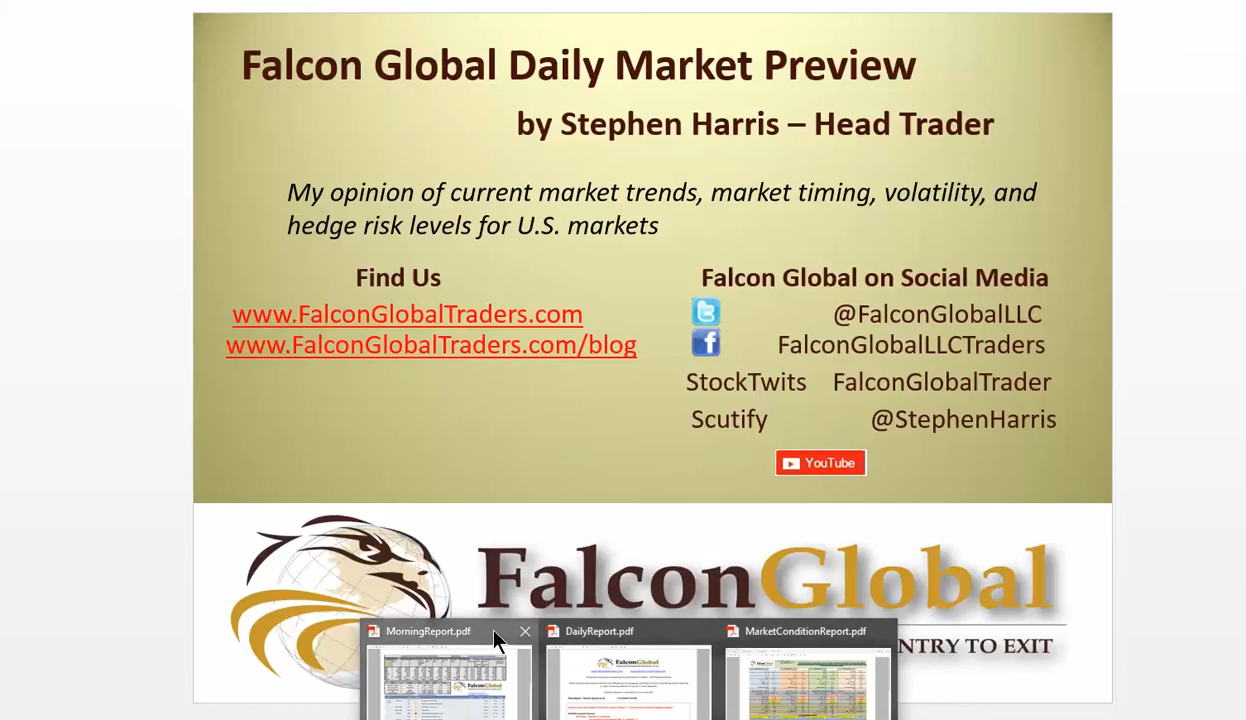 Falcon Global Daily Market Preview
by Stephen Harris – Head Trader
My opinion of current market trends, market timing, volatility, and
hedge risk levels for U.S. markets
Find Us
www.FalconGlobalTraders.com
www.FalconGlobalTraders.com/blog
Falcon Global on Social Media
@FalconGlobalLLC
FalconGlobalLLCTraders
StockTwits FalconGlobalTrader
Scutify @StephenHarris
YouTube
FalconGlobal
NTRY TO EXIT
MorningReport.pdf
DailyReport.pdf
MarketConditionReport.pdf
FalconGlobal